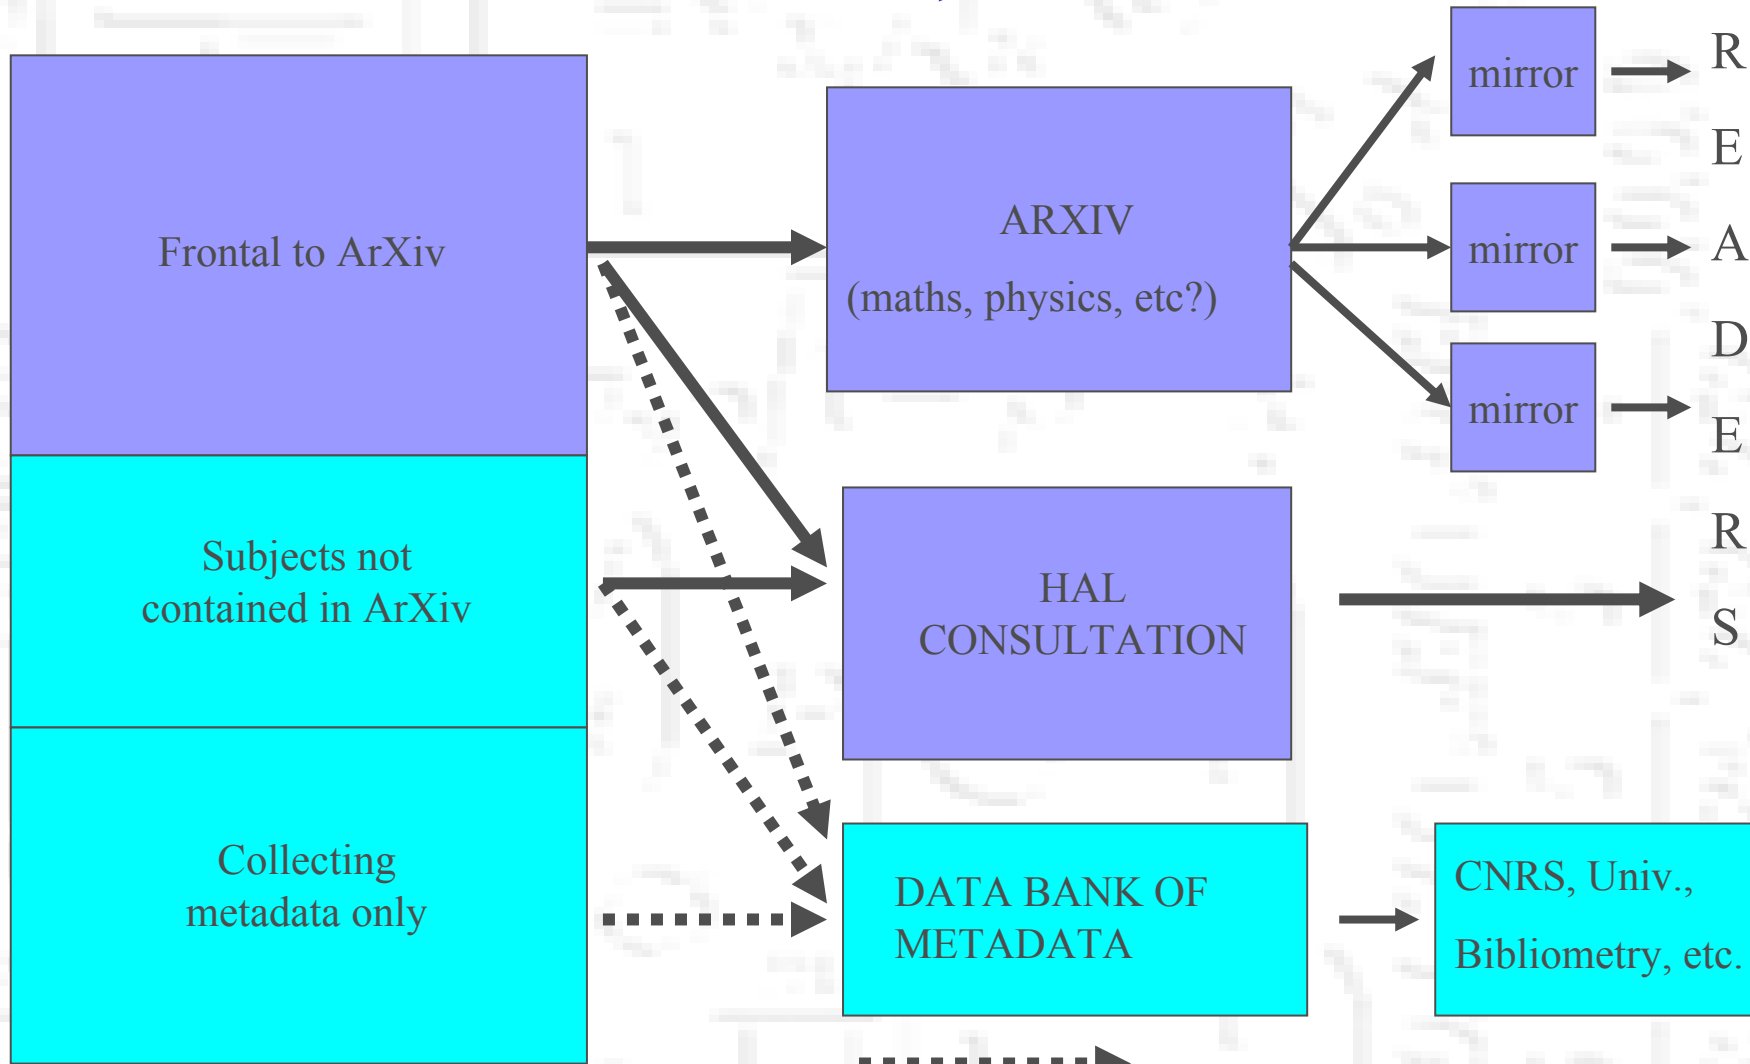 Frontal to ArXiv
Subjects not
contained in ArXiv
Collecting
metadata only
ARXIV
(maths, physics, etc?)
HAL
CONSULTATION
DATA BANK OF
METADATA
mirror
mirror
mirror
CNRS, Univ.,
Bibliometry, etc.
R
E
A
D
E
R
S